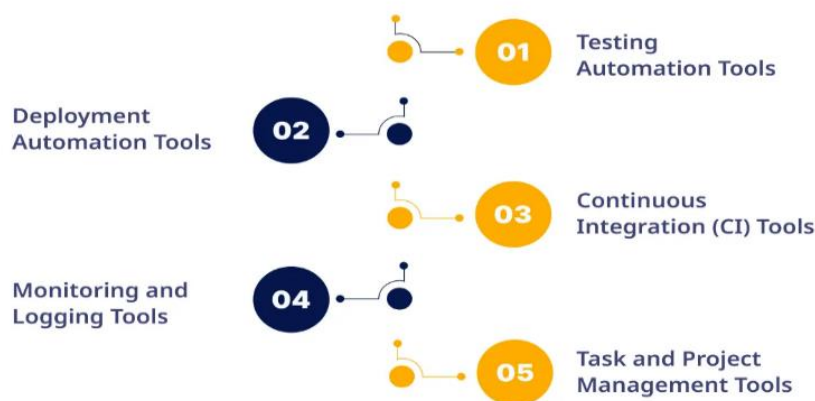 01
Testing
Automation Tools
Deployment
Automation Tools
02
03
Continuous
Integration (CI) Tools
Monitoring and
Logging Tools
04
05
Task and Project
Management Tools